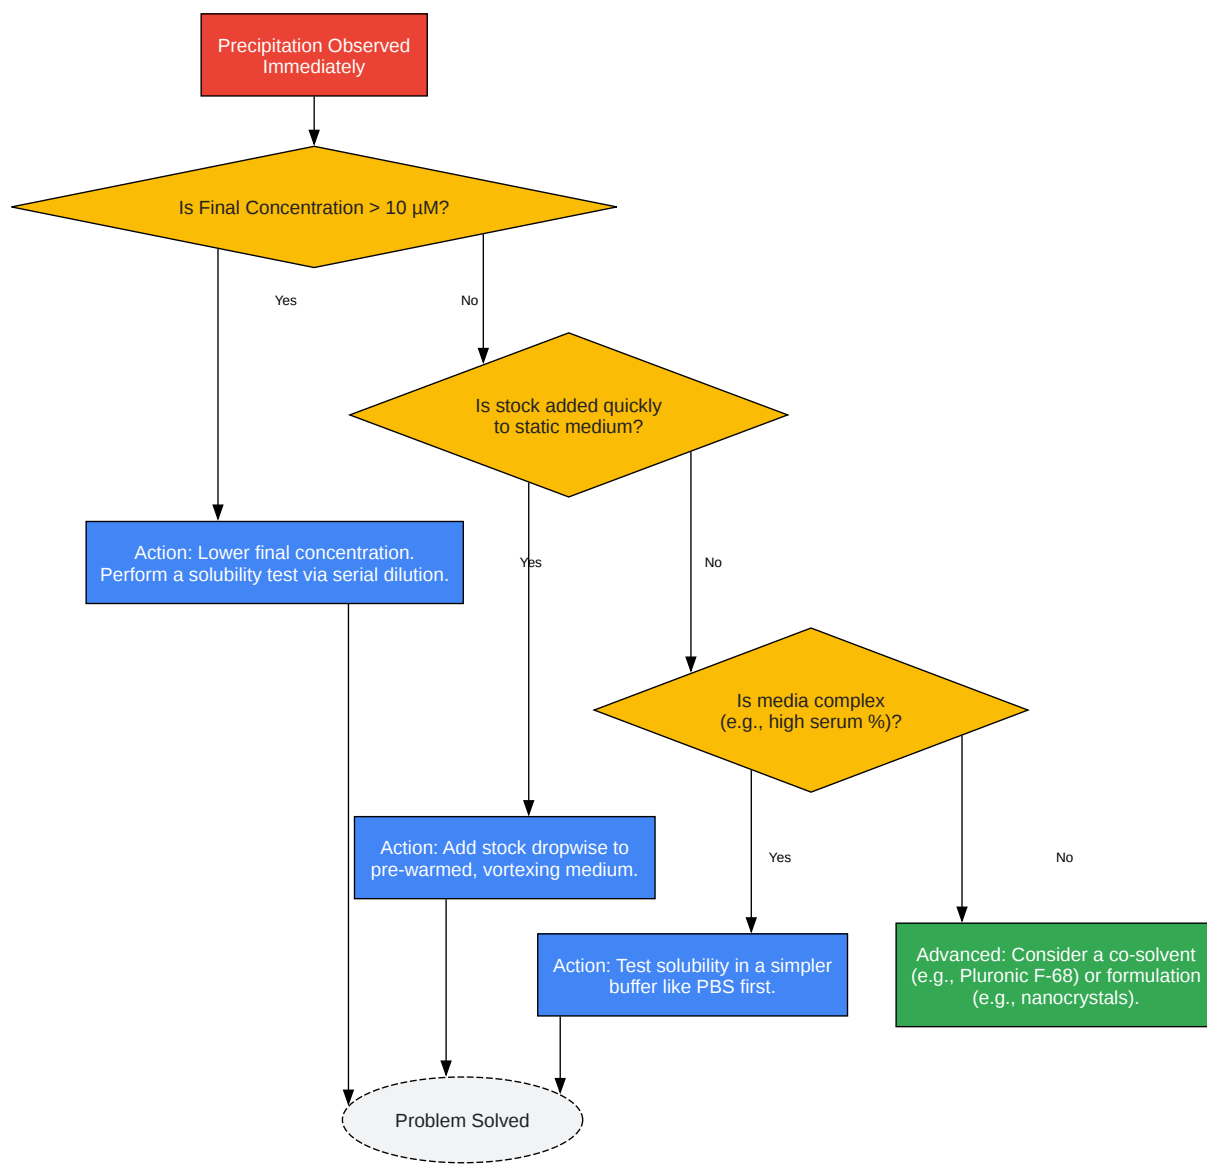 Precipitation Observed
Immediately
Is Final Concentration > 10 µM?
Yes
No
Is stock added quickly
to static medium?
Action: Lower final concentration.
Perform a solubility test via serial dilution.
Yes
No
Is media complex
(e.g., high serum %)?
Action: Add stock dropwise to
pre-warmed, vortexing medium.
Yes
No
Action: Test solubility in a simpler
buffer like PBS first.
Advanced: Consider a co-solvent
(e.g., Pluronic F-68) or formulation
(e.g., nanocrystals).
Problem Solved